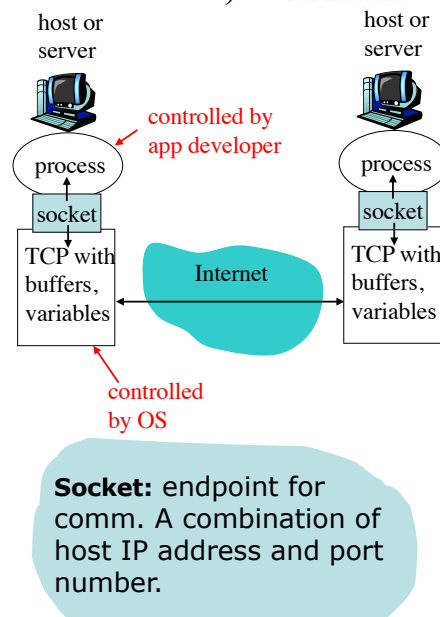 host or
server
host or
server
controlled by
app developer
process
process
socket
socket
TCP with
buffers,
variables
Internet
TCP with
buffers,
variables
controlled
by OS
Socket: endpoint for
comm. A combination of
host IP address and port
number.